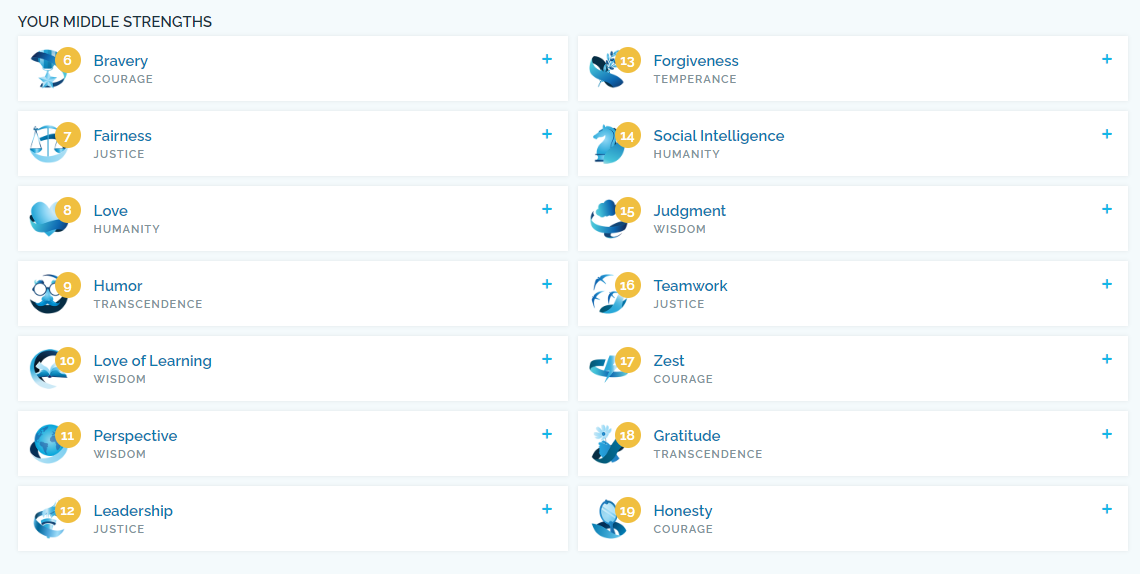 YOUR MIDDLE STRENGTHS
6
Bravery
COURAGE
+
7
Fairness
JUSTICE
+
8
Love
HUMANITY
+
9
Humor
TRANSCENDENCE
+
10
Love of Learning
WISDOM
+
11
Perspective
WISDOM
+
12
Leadership
JUSTICE
+
13
Forgiveness
TEMPERANCE
+
14
Social Intelligence
HUMANITY
+
15
Judgment
WISDOM
+
16
Teamwork
JUSTICE
+
17
Zest
COURAGE
+
18
Gratitude
TRANSCENDENCE
+
19
Honesty
COURAGE
+